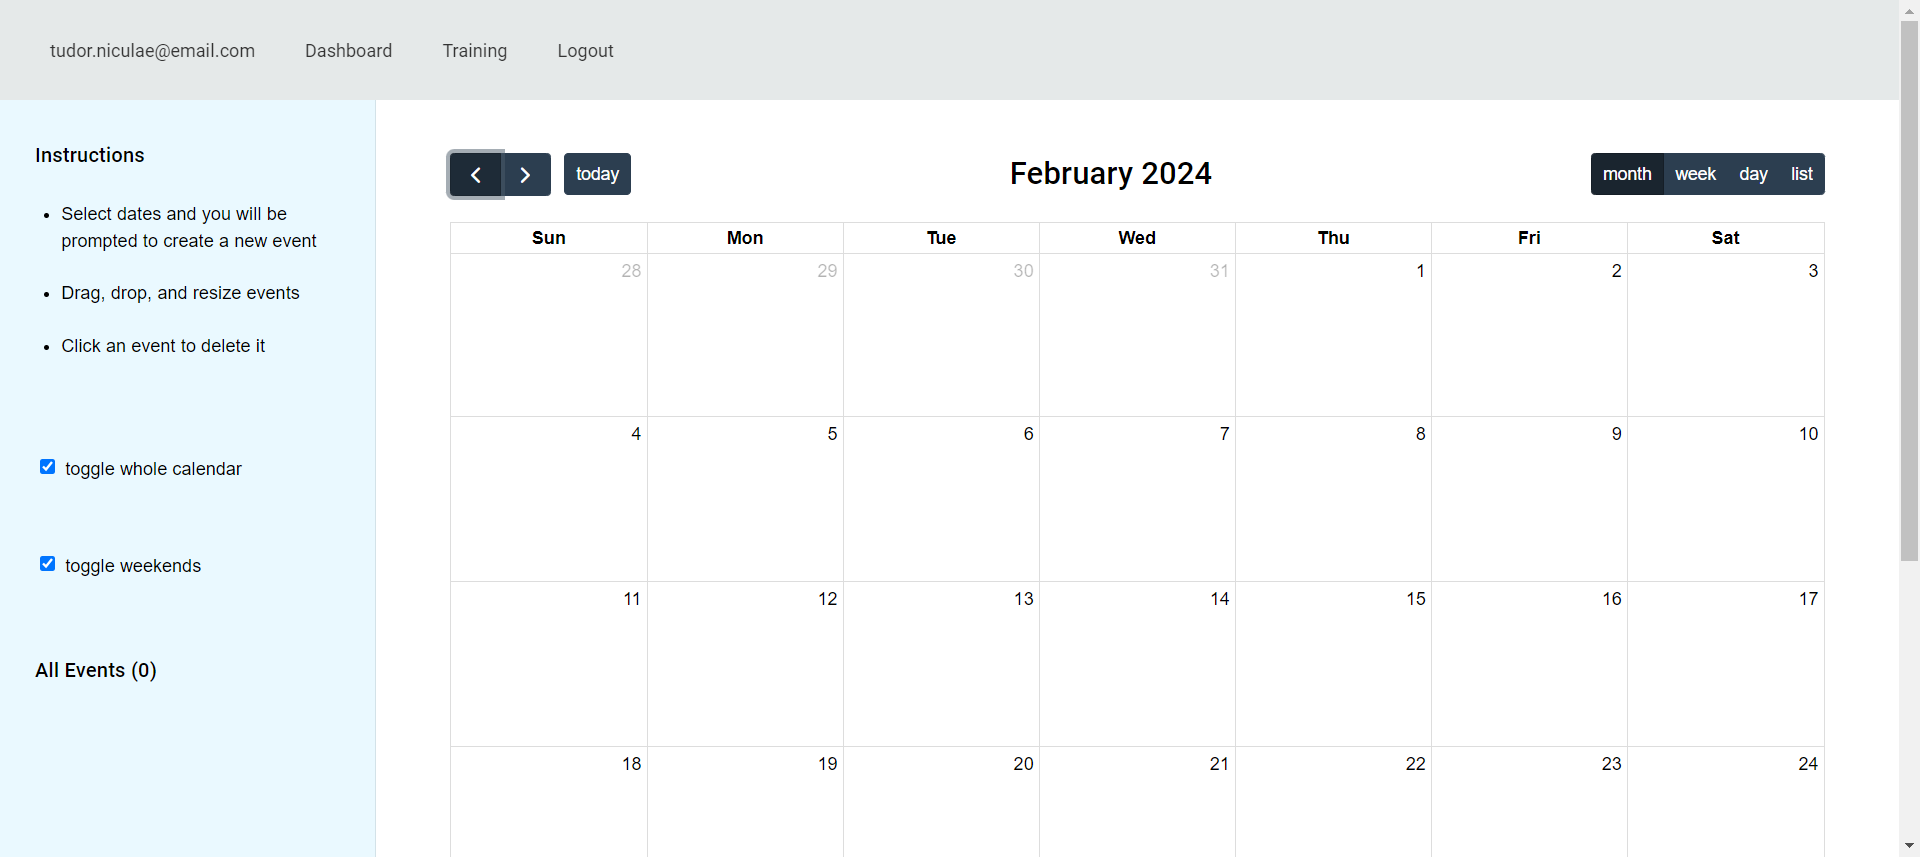 tudor.niculae@email.com Dashboard Training Logout
Instructions
Select dates and you will be
prompted to create a new event
Drag, drop, and resize events
Click an event to delete it
toggle whole calendar
toggle weekends
All Events (0)
today
February 2024
month week day list
Sun Mon Tue Wed Thu Fri Sat
28 29 30 31 1 2 3
4 5 6 7 8 9 10
11 12 13 14 15 16 17
18 19 20 21 22 23 24